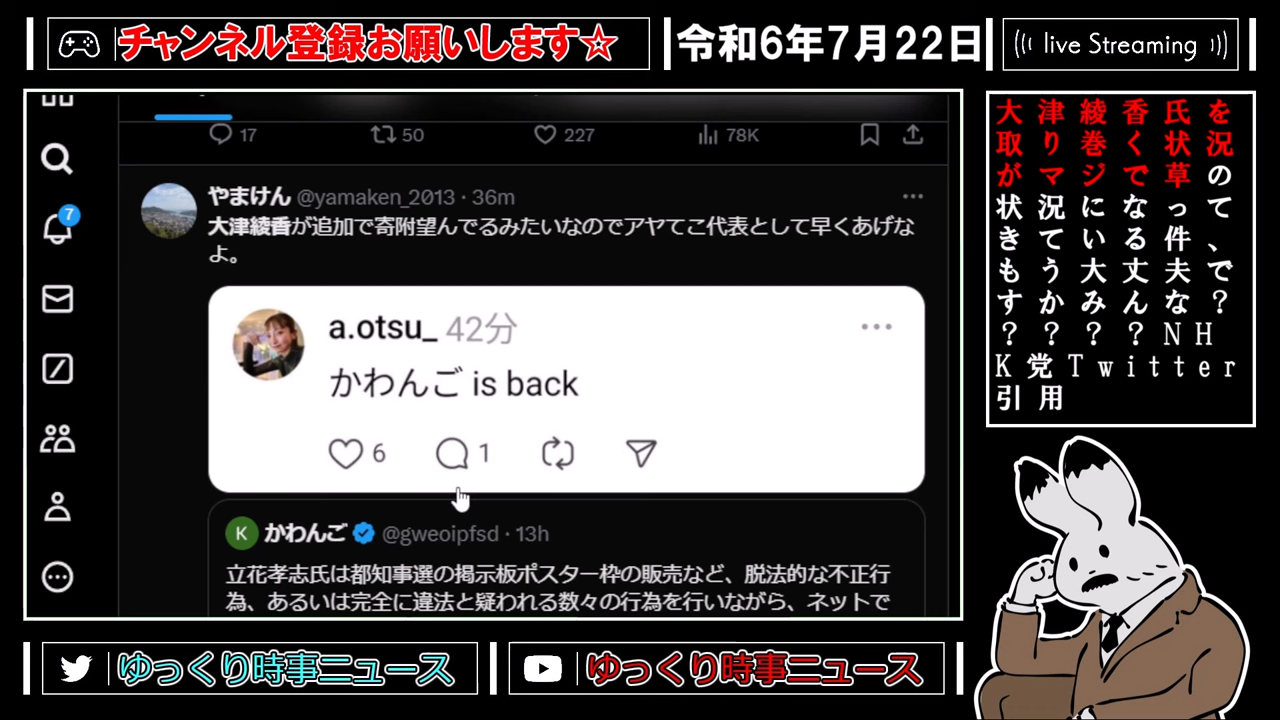 チャンネル登録お願いします☆
令和6年7月22日
live Streaming
17 50 227 78K
7
やまけん @yamaken_2013 · 36m
大津綾香が追加で寄附望んでるみたいなのでアヤてこ代表として早くあげな
よ。
a.otsu_ 42分
かわんご is back
6 1
K かわんご @gweoipfsd · 13h
立花孝志氏は都知事選の掲示板ポスター枠の販売など、脱法的な不正行
為、あるいは完全に違法と疑われる数々の行為を行いながら、ネットで
大津綾香氏を
取り巻く状況
がマジで草の
状況になって
きている件、
もう大丈夫で
すかみんな?
????NH
K党Twitter
引用
ゆっくり時事ニュース
ゆっくり時事ニュース